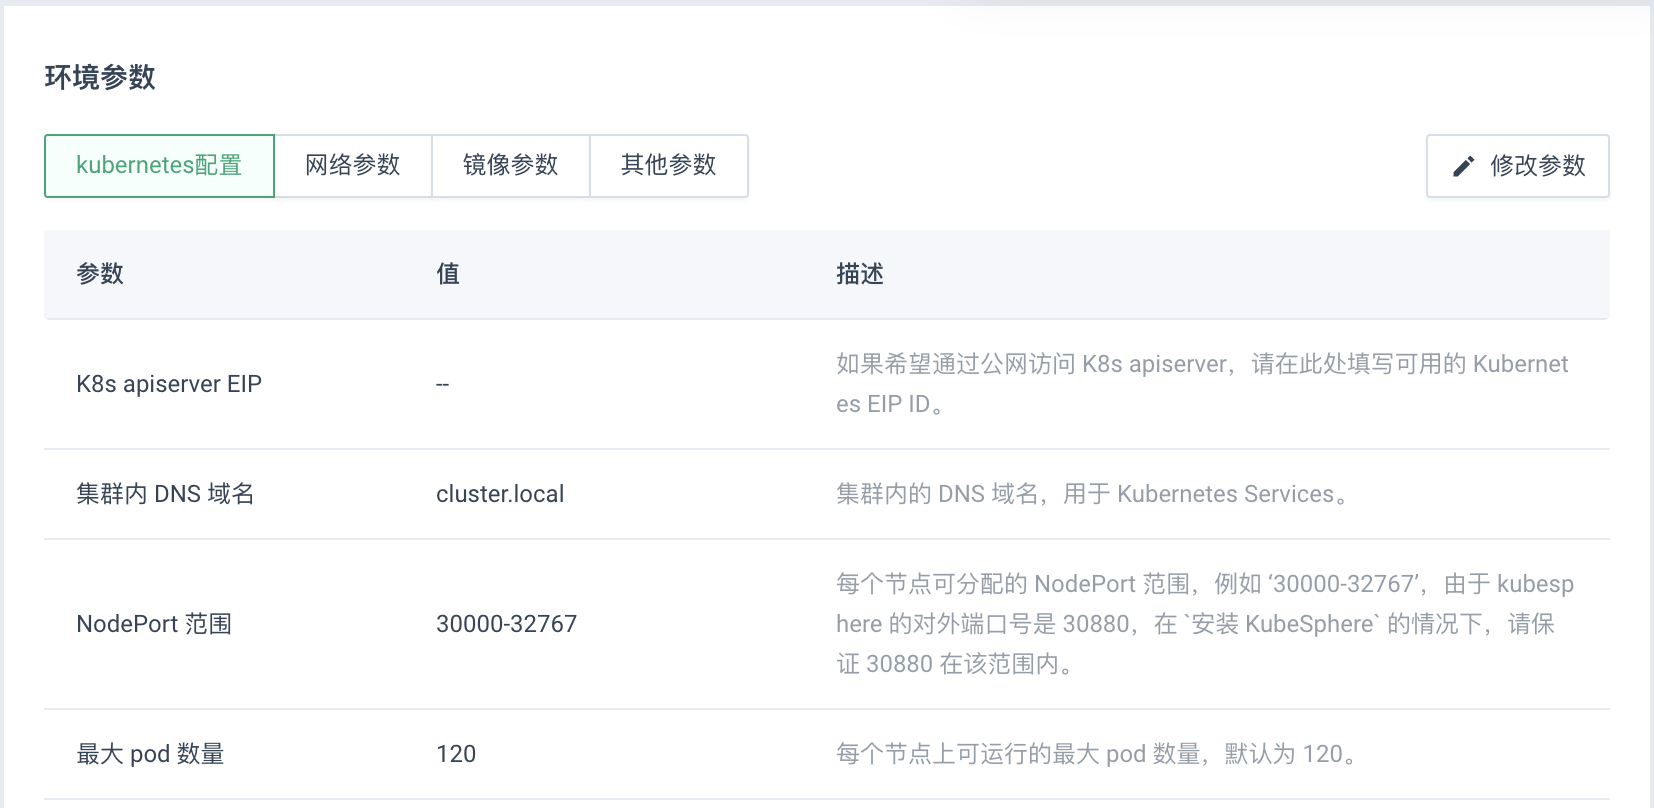 环境参数
kubernetes配置 网络参数 镜像参数 其他参数 修改参数
参数 值 描述
K8s apiserver EIP -- 如果希望通过公网访问 K8s apiserver，请在此处填写可用的 Kubernet
es EIP ID。
集群内 DNS 域名 cluster.local 集群内的 DNS 域名，用于 Kubernetes Services。
每个节点可分配的 NodePort 范围，例如 ‘30000-32767’，由于 kubesp
NodePort 范围 30000-32767 here 的对外端口号是 30880，在 `安装 KubeSphere` 的情况下，请保
证 30880 在该范围内。
最大 pod 数量 120 每个节点上可运行的最大 pod 数量，默认为 120。